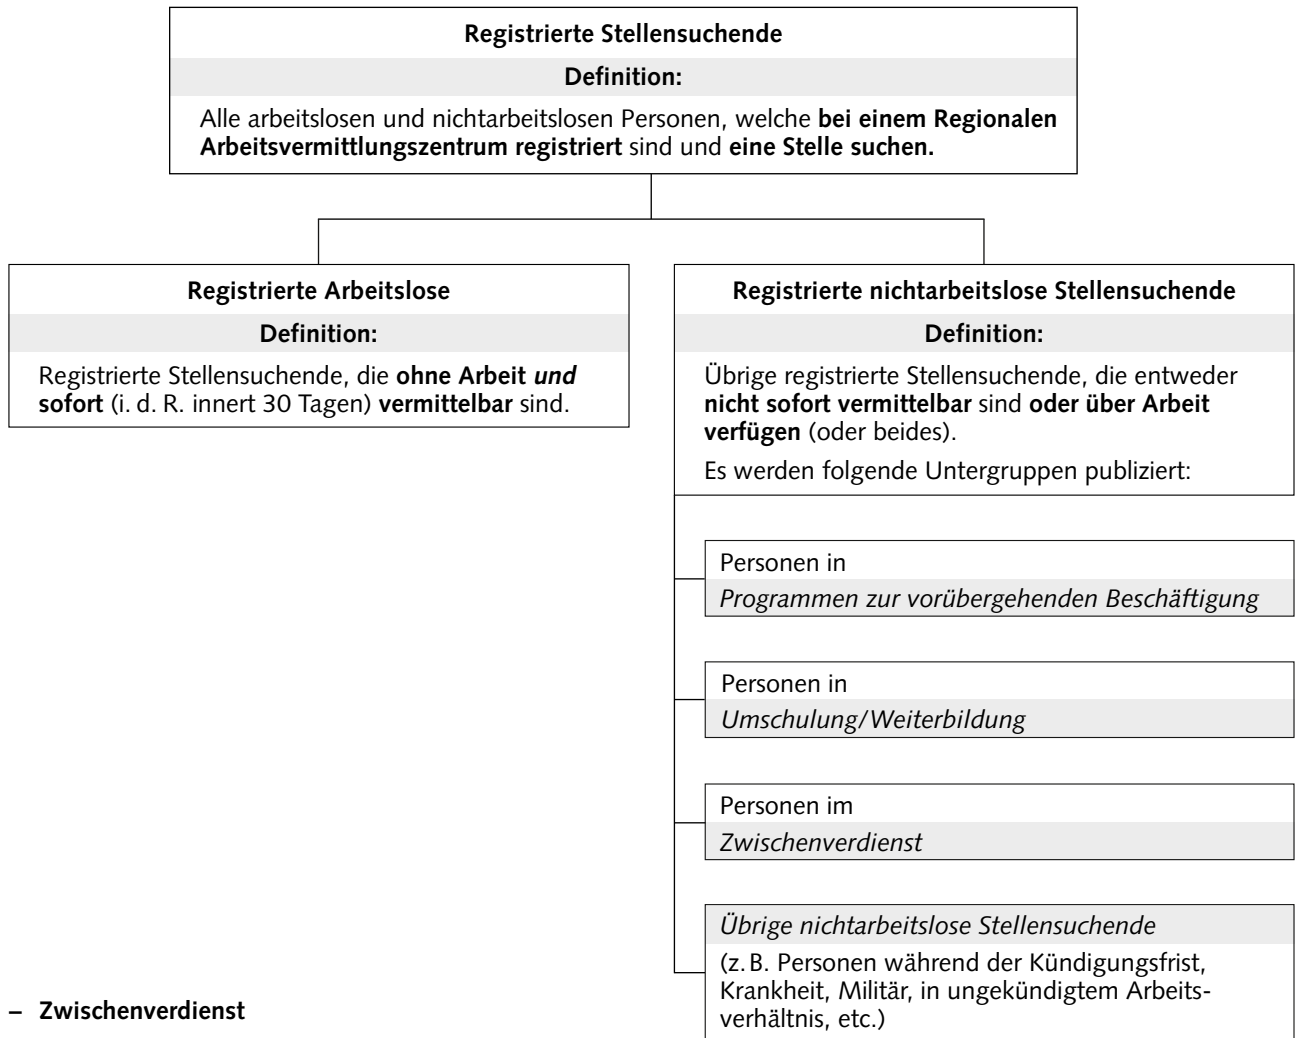 Registrierte Stellensuchende
Definition:
Alle arbeitslosen und nichtarbeitslosen Personen, welche bei einem Regionalen
Arbeitsvermittlungszentrum registriert sind und eine Stelle suchen.
Registrierte Arbeitslose
Definition:
Registrierte Stellensuchende, die ohne Arbeit und
sofort (i. d. R. innert 30 Tagen) vermittelbar sind.
Registrierte nichtarbeitslose Stellensuchende
Definition:
Übrige registrierte Stellensuchende, die entweder
nicht sofort vermittelbar sind oder über Arbeit
verfügen (oder beides).
Es werden folgende Untergruppen publiziert:
Personen in
Programmen zur vorübergehenden Beschäftigung
Personen in
Umschulung/Weiterbildung
Personen im
Zwischenverdienst
Übrige nichtarbeitslose Stellensuchende
(z. B. Personen während der Kündigungsfrist,
Krankheit, Militär, in ungekündigtem Arbeits-
verhältnis, etc.)
– Zwischenverdienst